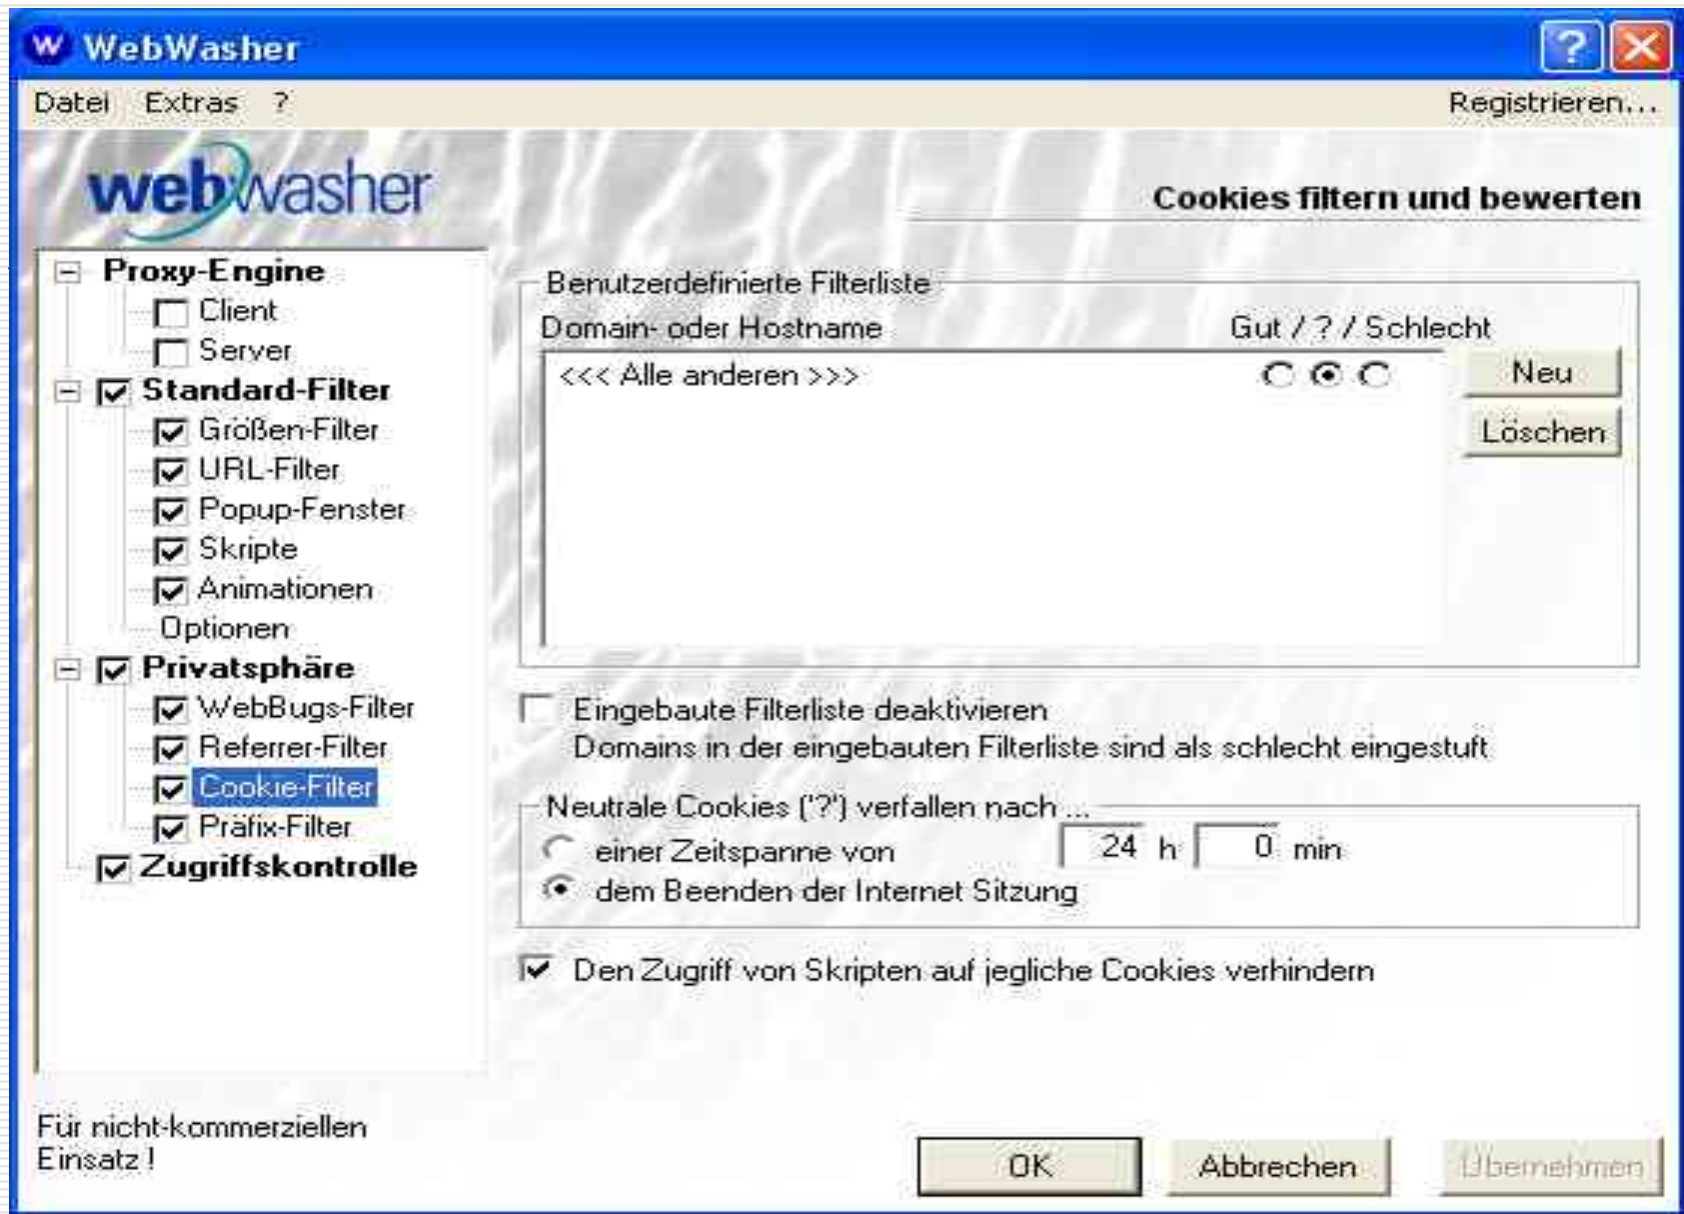 WebWasher
Datei Extras ? Registrieren...
webwasher
Cookies filtern und bewerten
Proxy-Engine
Client
Server
Standard-Filter
Größen-Filter
URL-Filter
Popup-Fenster
Skripte
Animationen
Optionen
Privatsphäre
WebBugs-Filter
Referrer-Filter
Cookie-Filter
Präfix-Filter
Zugriffskontrolle
Für nicht-kommerziellen
Einsatz !
Benutzerdefinierte Filterliste
Domain- oder Hostname Gut / ? / Schlecht
<<< Alle anderen >>>
Neu
Löschen
Eingebaute Filterliste deaktivieren
Domains in der eingebauten Filterliste sind als schlecht eingestuft
Neutrale Cookies ('?') verfallen nach ...
einer Zeitspanne von 24 h 0 min
dem Beenden der Internet Sitzung
Den Zugriff von Skripten auf jegliche Cookies verhindern
OK Abbrechen Übernehmen